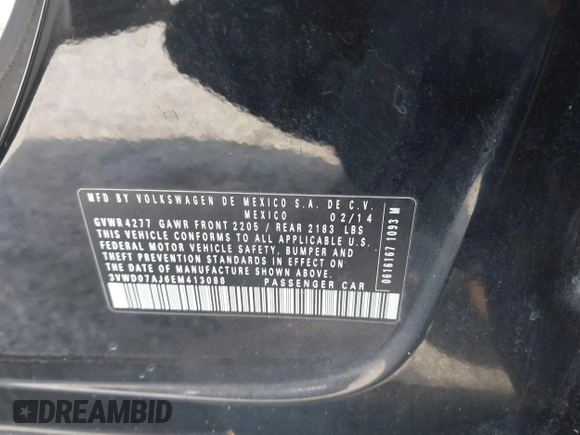 MFD BY VOLKSWAGEN DE MEXICO S.A. DE C.V.
MEXICO 02/14
GVWR 4277 GAWR FRONT 2205 / REAR 2183 LBS
THIS VEHICLE CONFORMS TO ALL APPLICABLE U.S.
FEDERAL MOTOR VEHICLE SAFETY, BUMPER AND
THEFT PREVENTION STANDARDS IN EFFECT ON
THE DATE OF MANUFACTURE SHOWN ABOVE.
3VWD07AJ6EM413088 PASSENGER CAR
0616167 1093 M
DREAMBID